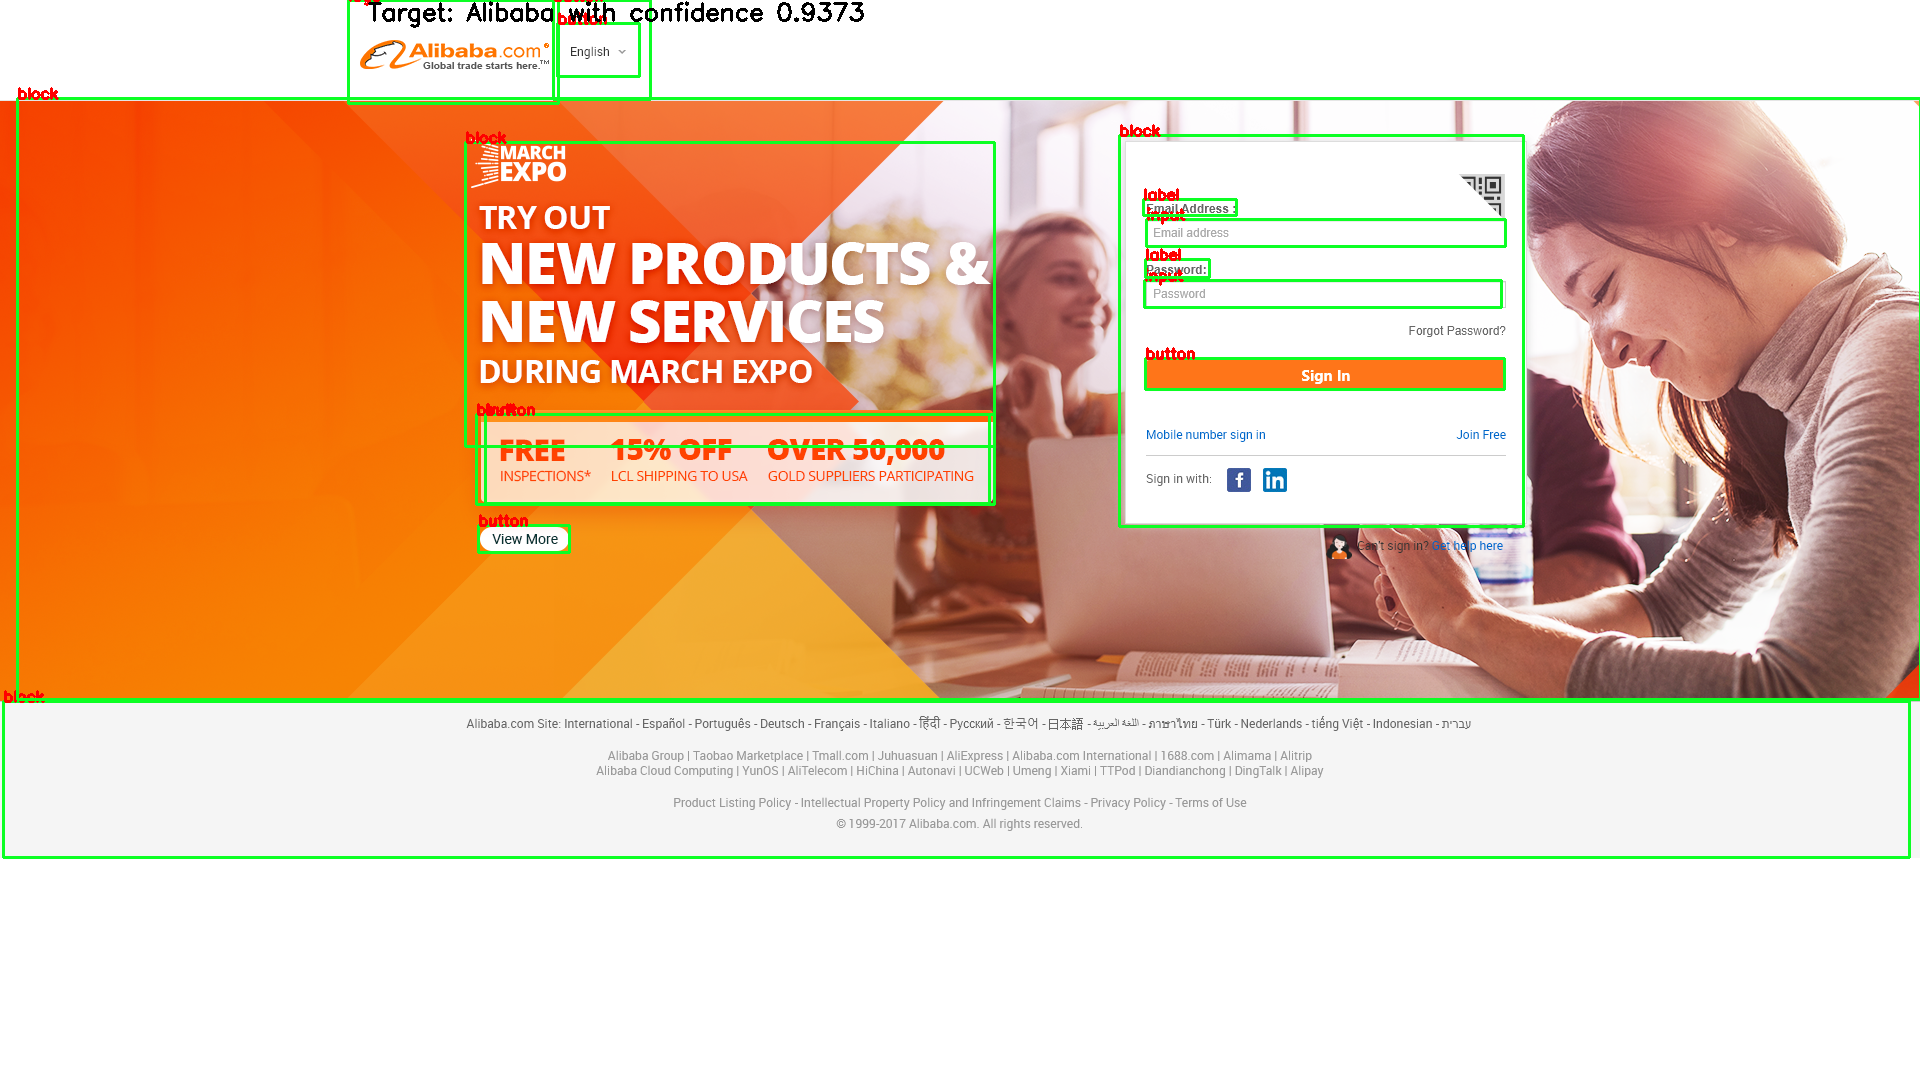 Target: Alibaba with confidence 0.9373
button
Alibaba.com®
Global trade starts here.™
English
block
block
MARCH
EXPO
TRY OUT
NEW PRODUCTS &
NEW SERVICES
DURING MARCH EXPO
button
FREE 15% OFF OVER 50,000
INSPECTIONS* LCL SHIPPING TO USA GOLD SUPPLIERS PARTICIPATING
button
View More
block
label
Email Address :
input
Email address
label
Password:
input
Password
Forgot Password?
button
Sign In
Mobile number sign in Join Free
Sign in with:
Can't sign in? Get help here
block
Alibaba.com Site: International - Español - Português - Deutsch - Français - Italiano - हिंदी - Pусский - 한국어 - 日本語 - اللغة العربية - ภาษาไทย - Türk - Nederlands - tiếng Việt - Indonesian - עברית
Alibaba Group | Taobao Marketplace | Tmall.com | Juhuasuan | AliExpress | Alibaba.com International | 1688.com | Alimama | Alitrip
Alibaba Cloud Computing | YunOS | AliTelecom | HiChina | Autonavi | UCWeb | Umeng | Xiami | TTPod | Diandianchong | DingTalk | Alipay
Product Listing Policy - Intellectual Property Policy and Infringement Claims - Privacy Policy - Terms of Use
© 1999-2017 Alibaba.com. All rights reserved.